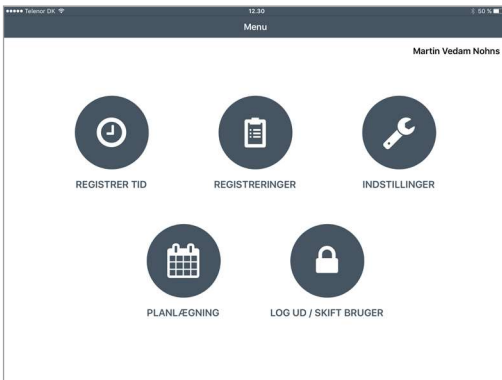 Telenor DK 12.30 50 %
Menu
Martin Vedam Nohns
REGISTRER TID REGISTRERINGER INDSTILLINGER
PLANLÆGNING LOG UD / SKIFT BRUGER